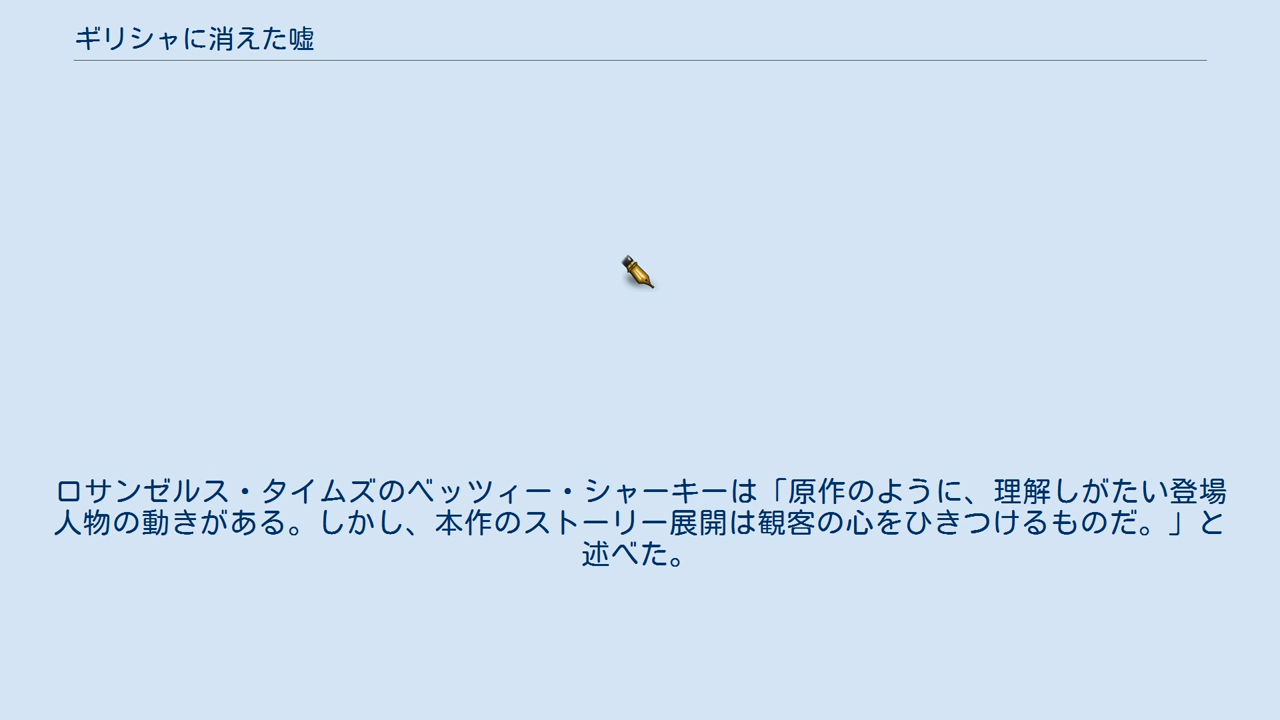 ギリシャに消えた嘘
ロサンゼルス・タイムズのベッツィー・シャーキーは「原作のように、理解しがたい登場
人物の動きがある。しかし、本作のストーリー展開は観客の心をひきつけるものだ。」と
述べた。